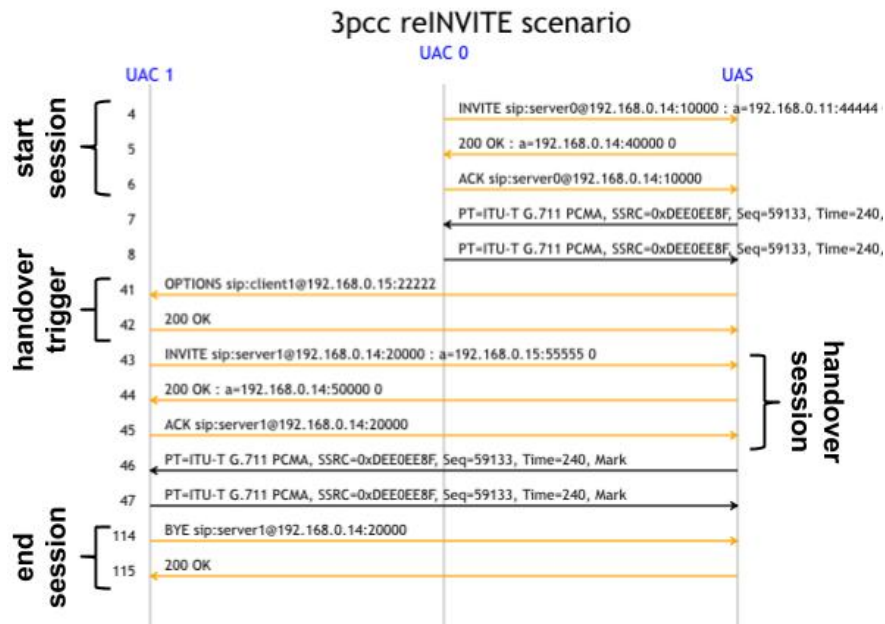 3pcc reINVITE scenario
UAC 0
UAC 1
UAS
start session
4
INVITE sip:server0@192.168.0.14:10000 : a=192.168.0.11:44444
5
200 OK : a=192.168.0.14:40000 0
6
ACK sip:server0@192.168.0.14:10000
7
PT=ITU-T G.711 PCMA, SSRC=0xDEE0EE8F, Seq=59133, Time=240,
8
PT=ITU-T G.711 PCMA, SSRC=0xDEE0EE8F, Seq=59133, Time=240,
handover trigger
41
OPTIONS sip:client1@192.168.0.15:22222
42
200 OK
handover session
43
INVITE sip:server1@192.168.0.14:20000 : a=192.168.0.15:55555 0
44
200 OK : a=192.168.0.14:50000 0
45
ACK sip:server1@192.168.0.14:20000
46
PT=ITU-T G.711 PCMA, SSRC=0xDEE0EE8F, Seq=59133, Time=240, Mark
47
PT=ITU-T G.711 PCMA, SSRC=0xDEE0EE8F, Seq=59133, Time=240, Mark
end session
114
BYE sip:server1@192.168.0.14:20000
115
200 OK